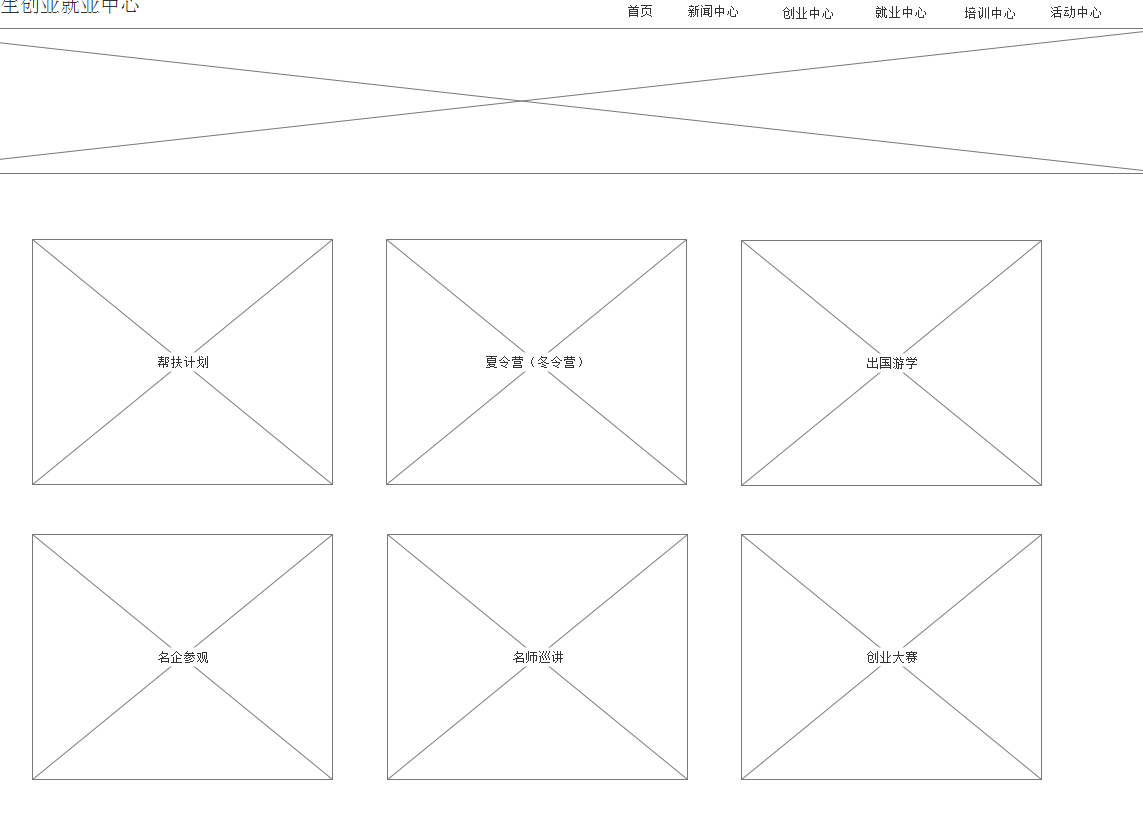 生创业就业中心
首页 新闻中心 创业中心 就业中心 培训中心 活动中心
帮扶计划 夏令营（冬令营） 出国游学
名企参观 名师巡讲 创业大赛